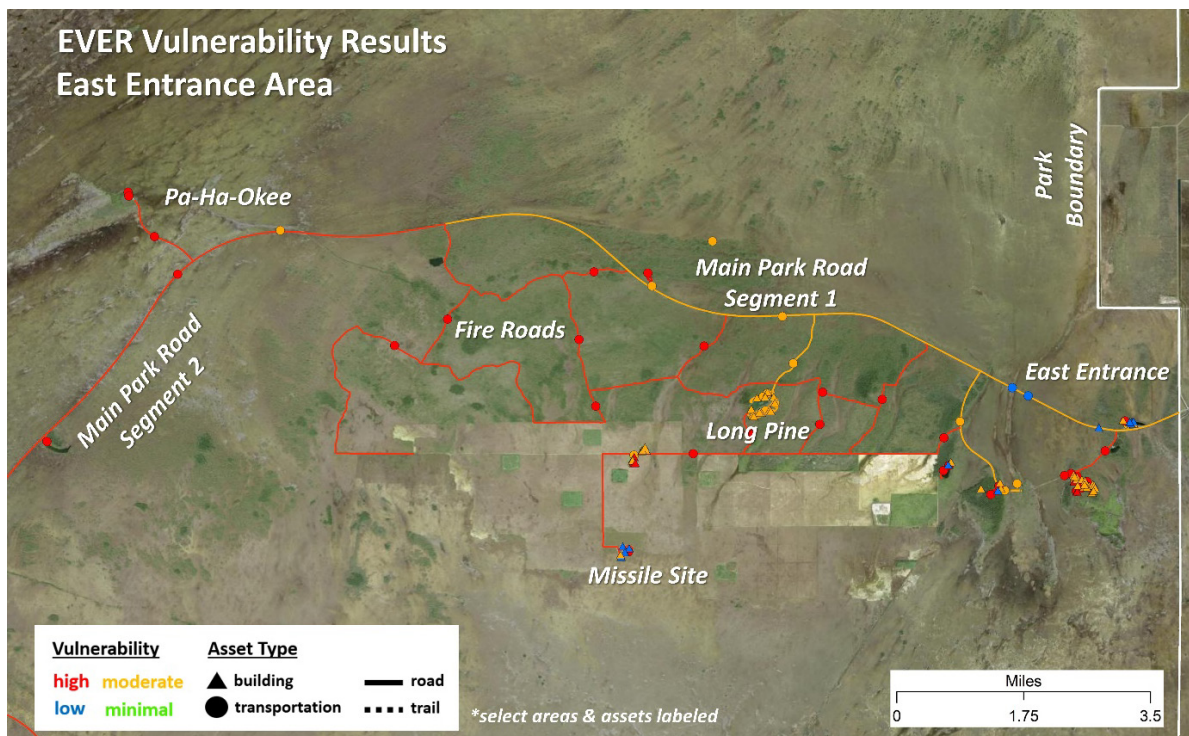 EVER Vulnerability Results
East Entrance Area
Park
Boundary
Pa-Ha-Okee
Main Park Road
Segment 1
Fire Roads
Main Park Road
Segment 2
East Entrance
Long Pine
Missile Site
Vulnerability
Asset Type
high moderate
building
road
low minimal
transportation
trail
*select areas & assets labeled
Miles
0 1.75 3.5